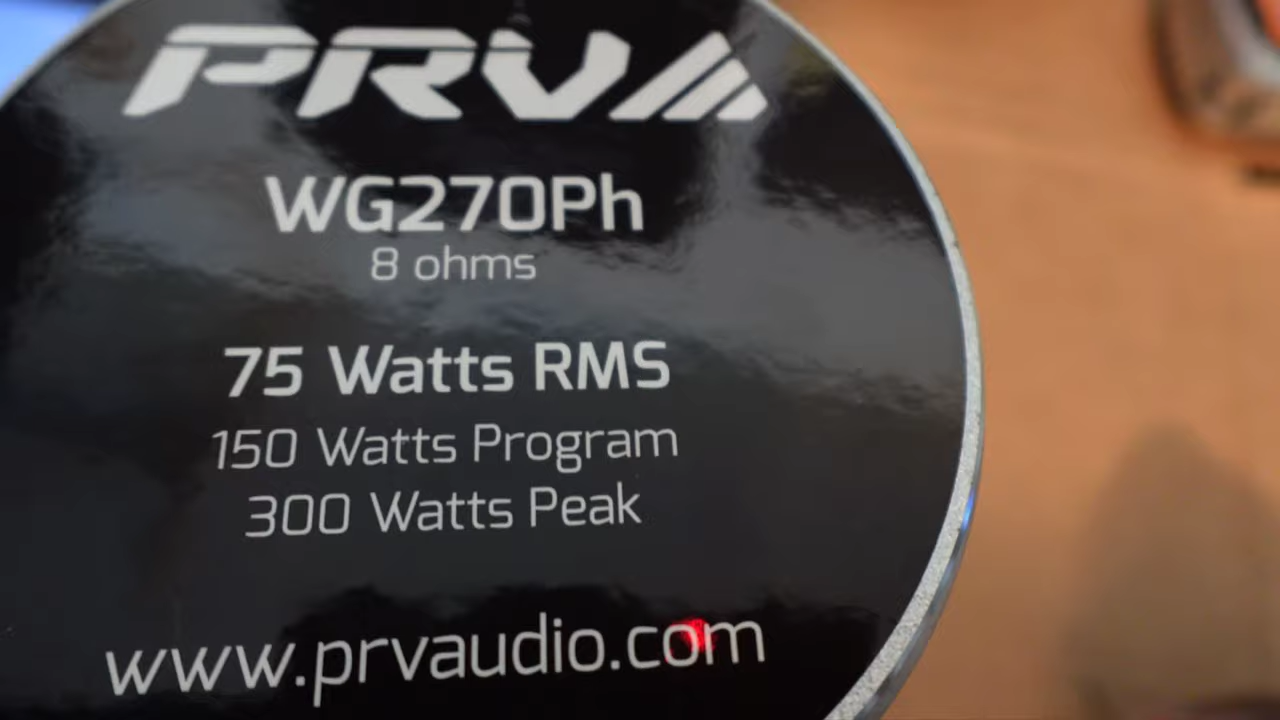 PRV
WG270Ph
8 ohms
75 Watts RMS
150 Watts Program
300 Watts Peak
www.prvaudio.com